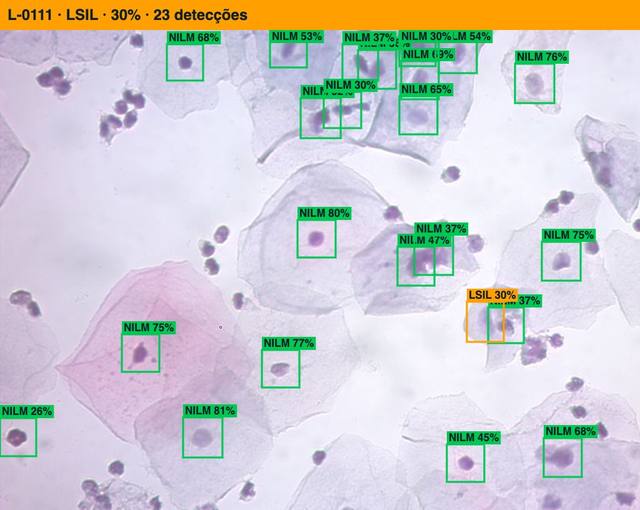 L-0111 · LSIL · 30% · 23 detecções
NILM 68%
NILM 53%
NILM 37%
NILM 30%
LM 54%
NILM 69%
NILM 76%
NILM 30%
NILM 65%
NILM 80%
NILM 37%
NILM 47%
NILM 75%
LSIL 30%
37%
NILM 75%
NILM 77%
NILM 26%
NILM 81%
NILM 45%
NILM 68%